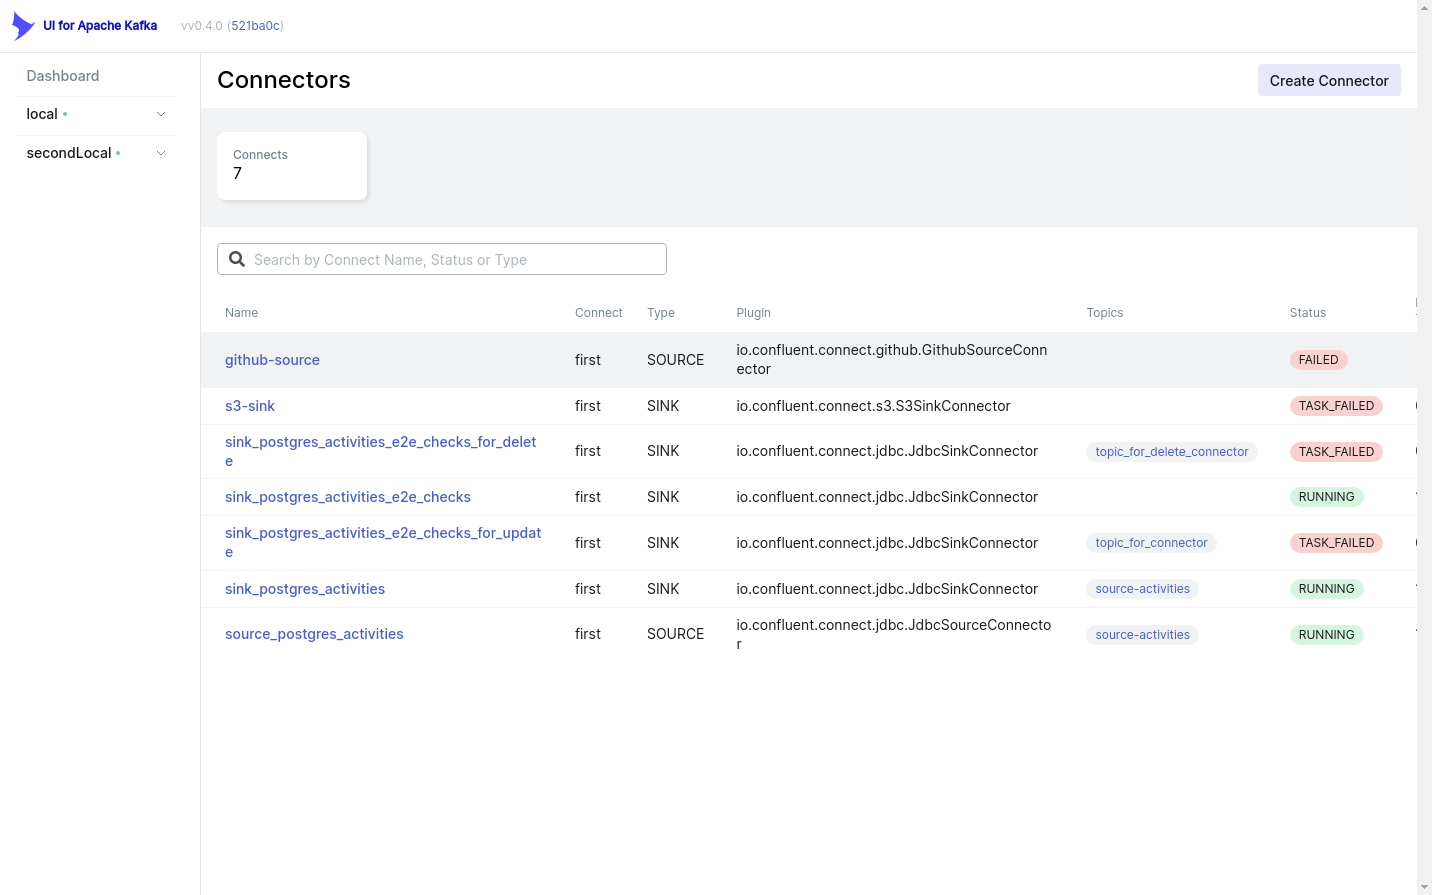 UI for Apache Kafka vv0.4.0 (521ba0c)
Dashboard
local
secondLocal
Connectors
Create Connector
Connects
7
Search by Connect Name, Status or Type
Name Connect Type Plugin Topics Status
github-source first SOURCE io.confluent.connect.github.GithubSourceConn
ector FAILED
s3-sink first SINK io.confluent.connect.s3.S3SinkConnector TASK_FAILED
sink_postgres_activities_e2e_checks_for_delet
e first SINK io.confluent.connect.jdbc.JdbcSinkConnector topic_for_delete_connector TASK_FAILED
sink_postgres_activities_e2e_checks first SINK io.confluent.connect.jdbc.JdbcSinkConnector RUNNING
sink_postgres_activities_e2e_checks_for_updat
e first SINK io.confluent.connect.jdbc.JdbcSinkConnector topic_for_connector TASK_FAILED
sink_postgres_activities first SINK io.confluent.connect.jdbc.JdbcSinkConnector source-activities RUNNING
source_postgres_activities first SOURCE io.confluent.connect.jdbc.JdbcSourceConnecto
r source-activities RUNNING